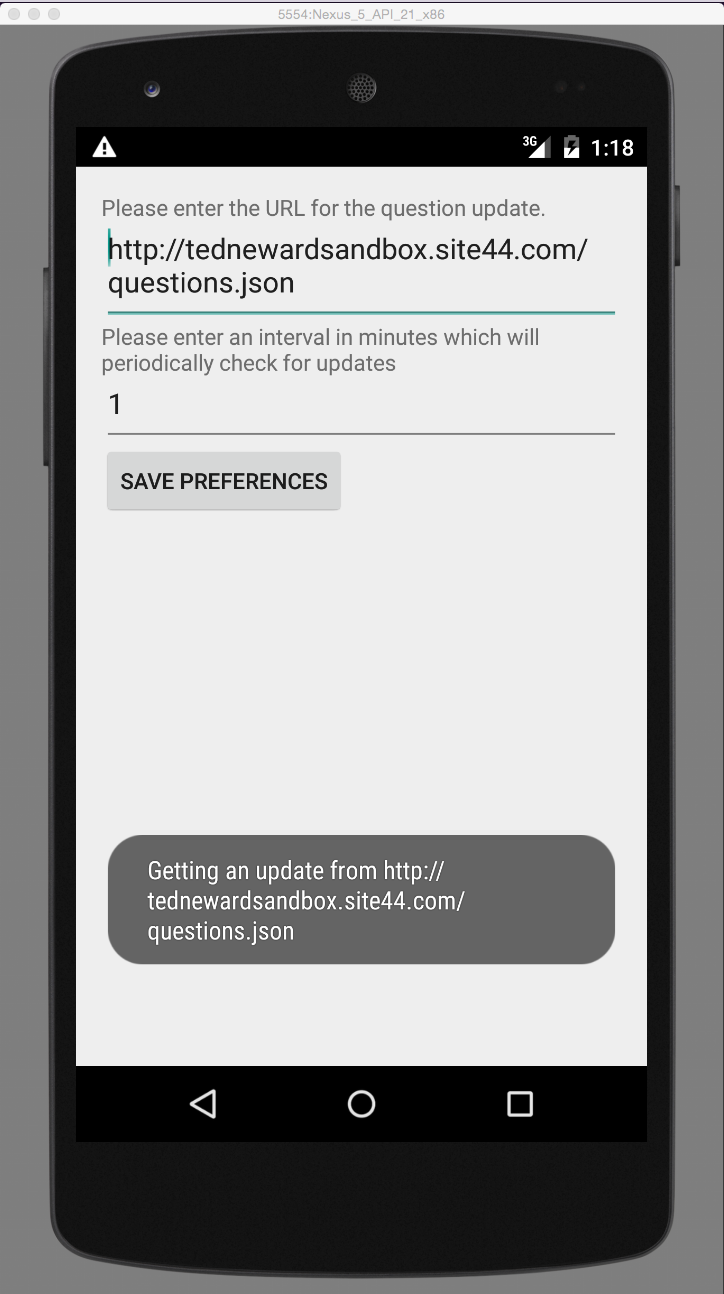 5554:Nexus_5_API_21_x86
3G 1:18
Please enter the URL for the question update.
http://tednewardsandbox.site44.com/
questions.json
Please enter an interval in minutes which will
periodically check for updates
1
SAVE PREFERENCES
Getting an update from http://
tednewardsandbox.site44.com/
questions.json